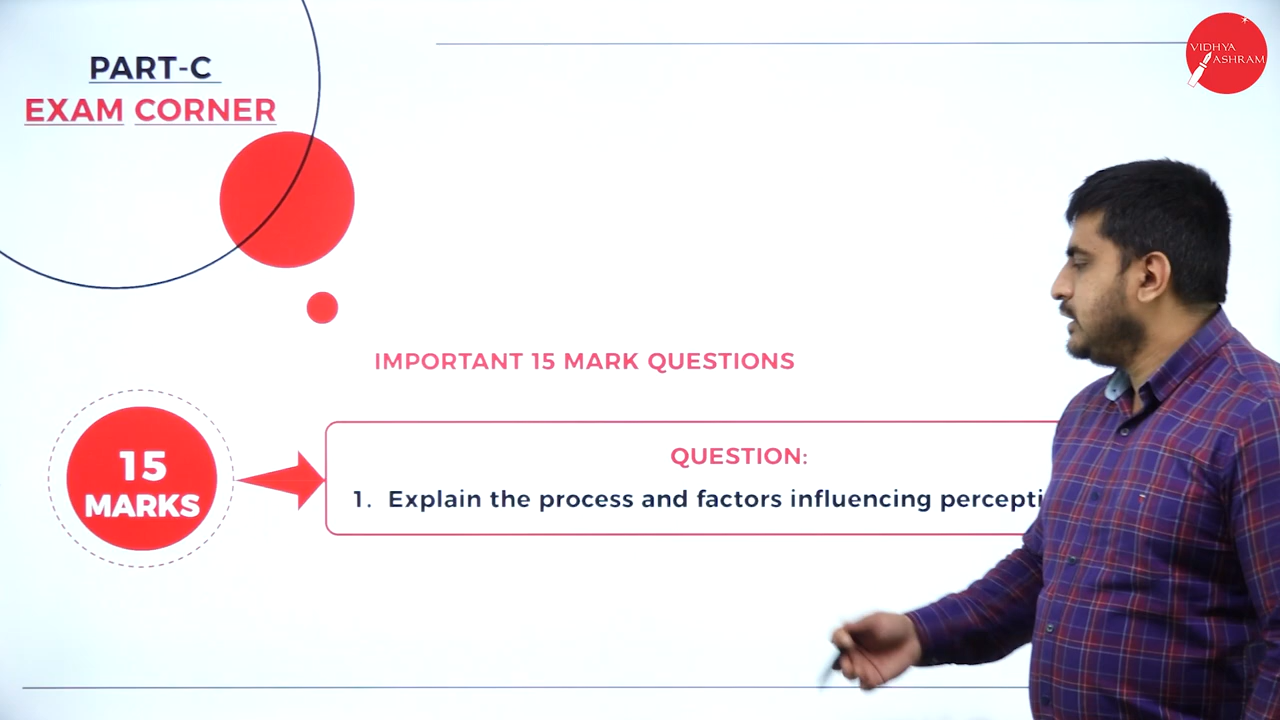 PART-C
EXAM CORNER
VIDHYA
ASHRAM
IMPORTANT 15 MARK QUESTIONS
15
MARKS
QUESTION:
1. Explain the process and factors influencing percepti